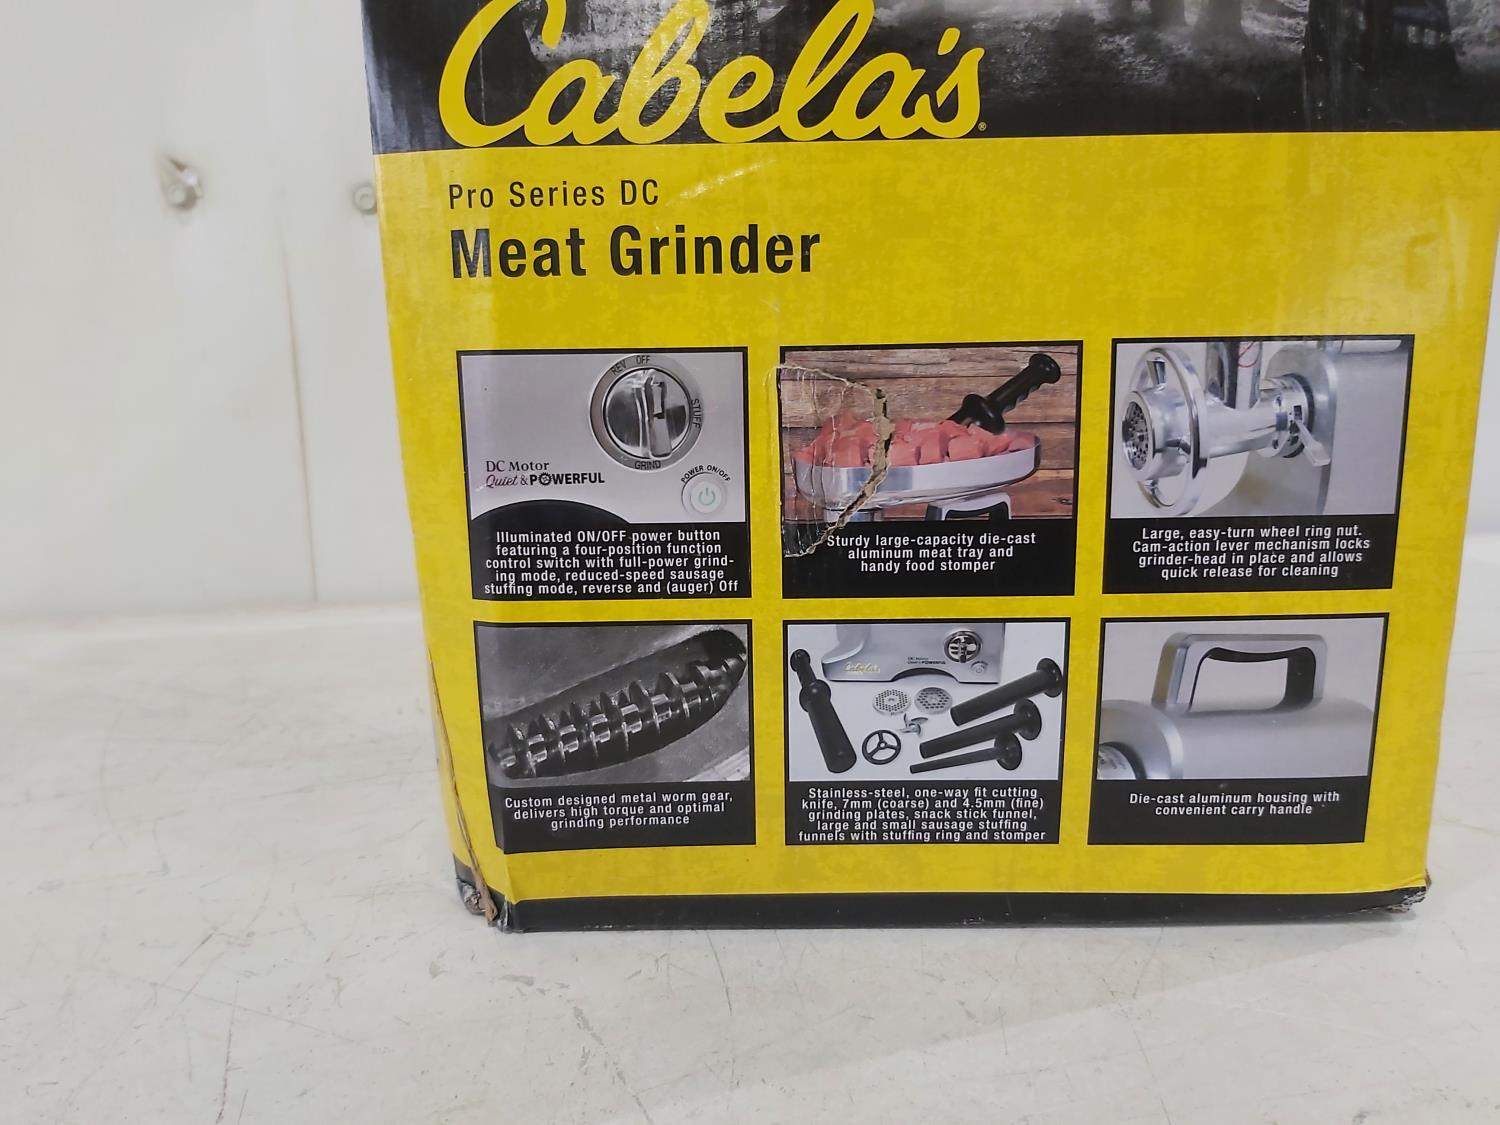 Cabela's®
Pro Series DC
Meat Grinder
REV OFF
STUFF
GRIND
DC Motor
Quiet & POWERFUL
POWER ON/OFF
Illuminated ON/OFF power button
featuring a four-position function
control switch with full-power grind-
ing mode, reduced-speed sausage
stuffing mode, reverse and (auger) Off
Sturdy large-capacity die-cast
aluminum meat tray and
handy food stomper
Large, easy-turn wheel ring nut.
Cam-action lever mechanism locks
grinder-head in place and allows
quick release for cleaning
Custom designed metal worm gear,
delivers high torque and optimal
grinding performance
Cabela's
DC Motor
Quiet & POWERFUL
Stainless-steel, one-way fit cutting
knife, 7mm (coarse) and 4.5mm (fine)
grinding plates, snack stick funnel,
large and small sausage stuffing
funnels with stuffing ring and stomper
Die-cast aluminum housing with
convenient carry handle